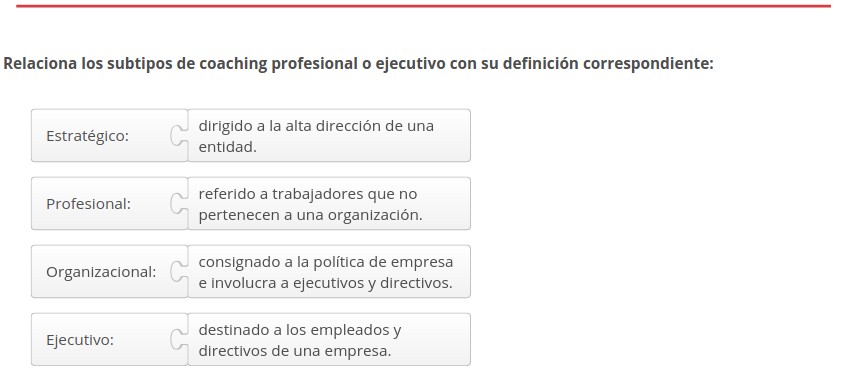 Relaciona los subtipos de coaching profesional o ejecutivo con su definición correspondiente:
Estratégico:
dirigido a la alta dirección de una
entidad.
Profesional:
referido a trabajadores que no
pertenecen a una organización.
Organizacional:
consignado a la política de empresa
e involucra a ejecutivos y directivos.
Ejecutivo:
destinado a los empleados y
directivos de una empresa.